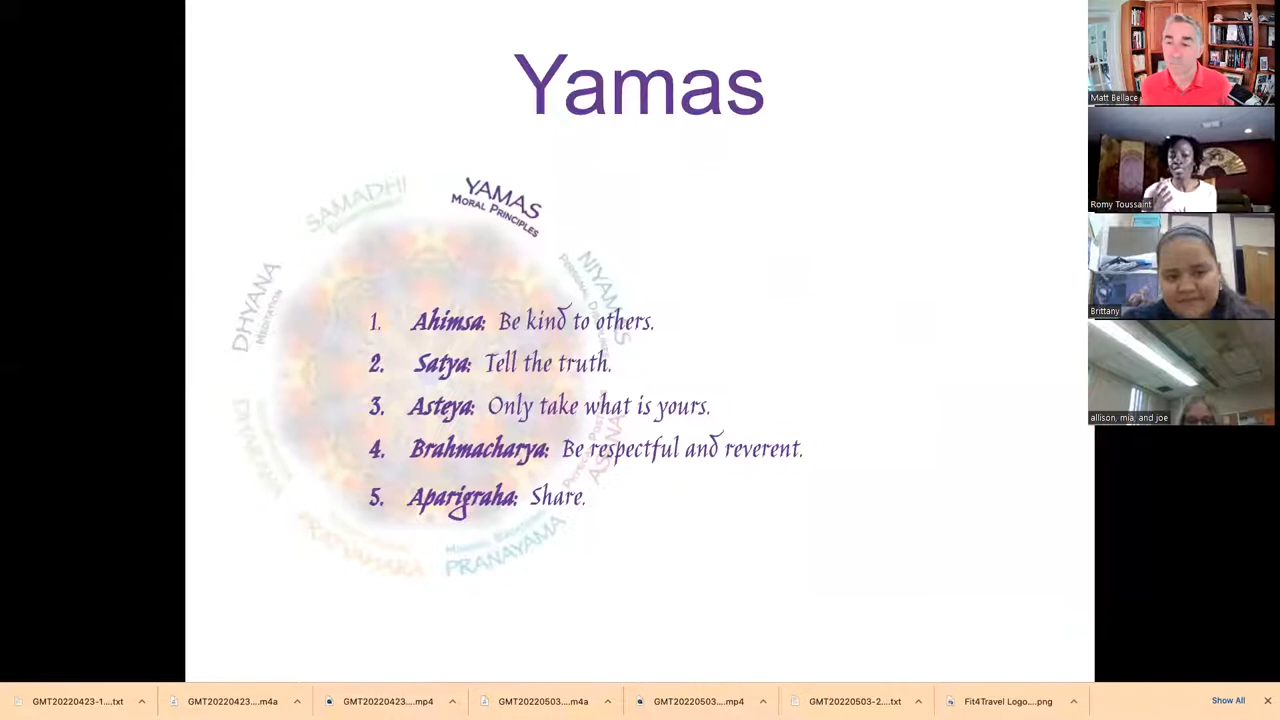 Yamas
SAMADHI
YAMAS
MORAL PRINCIPLES
NIYAMAS
DHYANA
MEDITATION
1. Ahimsa: Be kind to others.
2. Satya: Tell the truth.
3. Asteya: Only take what is yours.
4. Brahmacharya: Be respectful and reverent.
5. Aparigraha: Share.
ASANA
PRANAYAMA
Matt Bellace
Romy Toussaint
Brittany
allison, mia, and joe
GMT20220423-1....txt
GMT20220423....m4a
GMT20220423....mp4
GMT20220503....m4a
GMT20220503....mp4
GMT20220503-2....txt
Fit4Travel Logo....png
Show All